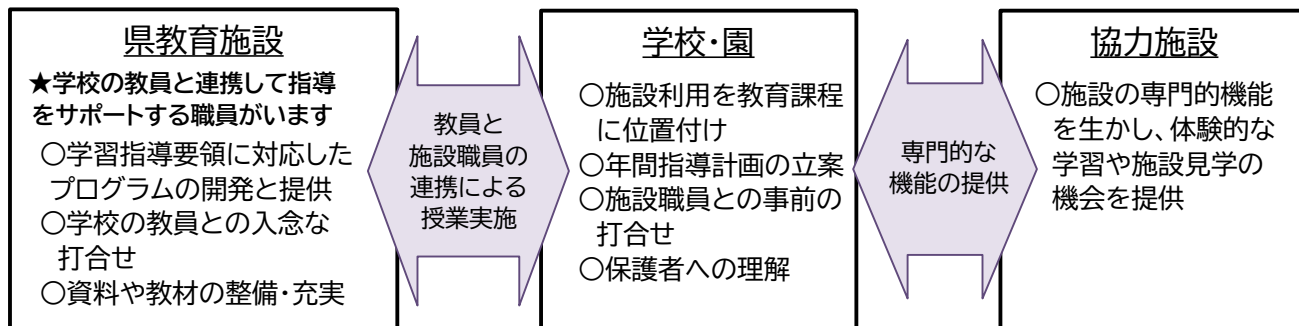 県教育施設
★学校の教員と連携して指導
をサポートする職員がいます
○学習指導要領に対応した
プログラムの開発と提供
○学校の教員との入念な
打合せ
○資料や教材の整備・充実
教員と
施設職員の
連携による
授業実施
学校・園
○施設利用を教育課程
に位置付け
○年間指導計画の立案
○施設職員との事前の
打合せ
○保護者への理解
専門的な
機能の提供
協力施設
○施設の専門的機能
を生かし、体験的な
学習や施設見学の
機会を提供